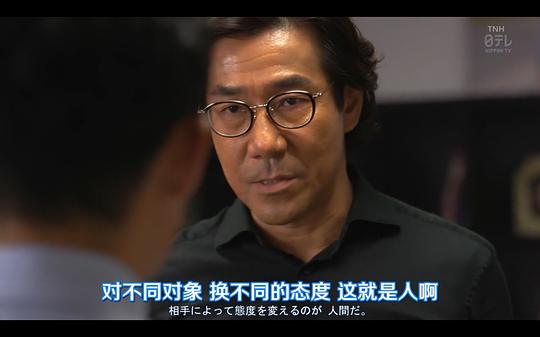 TNH
日テレ
NIPPON TV
对不同对象 换不同的态度 这就是人啊
相手によって態度を変えるのが 人間だ。